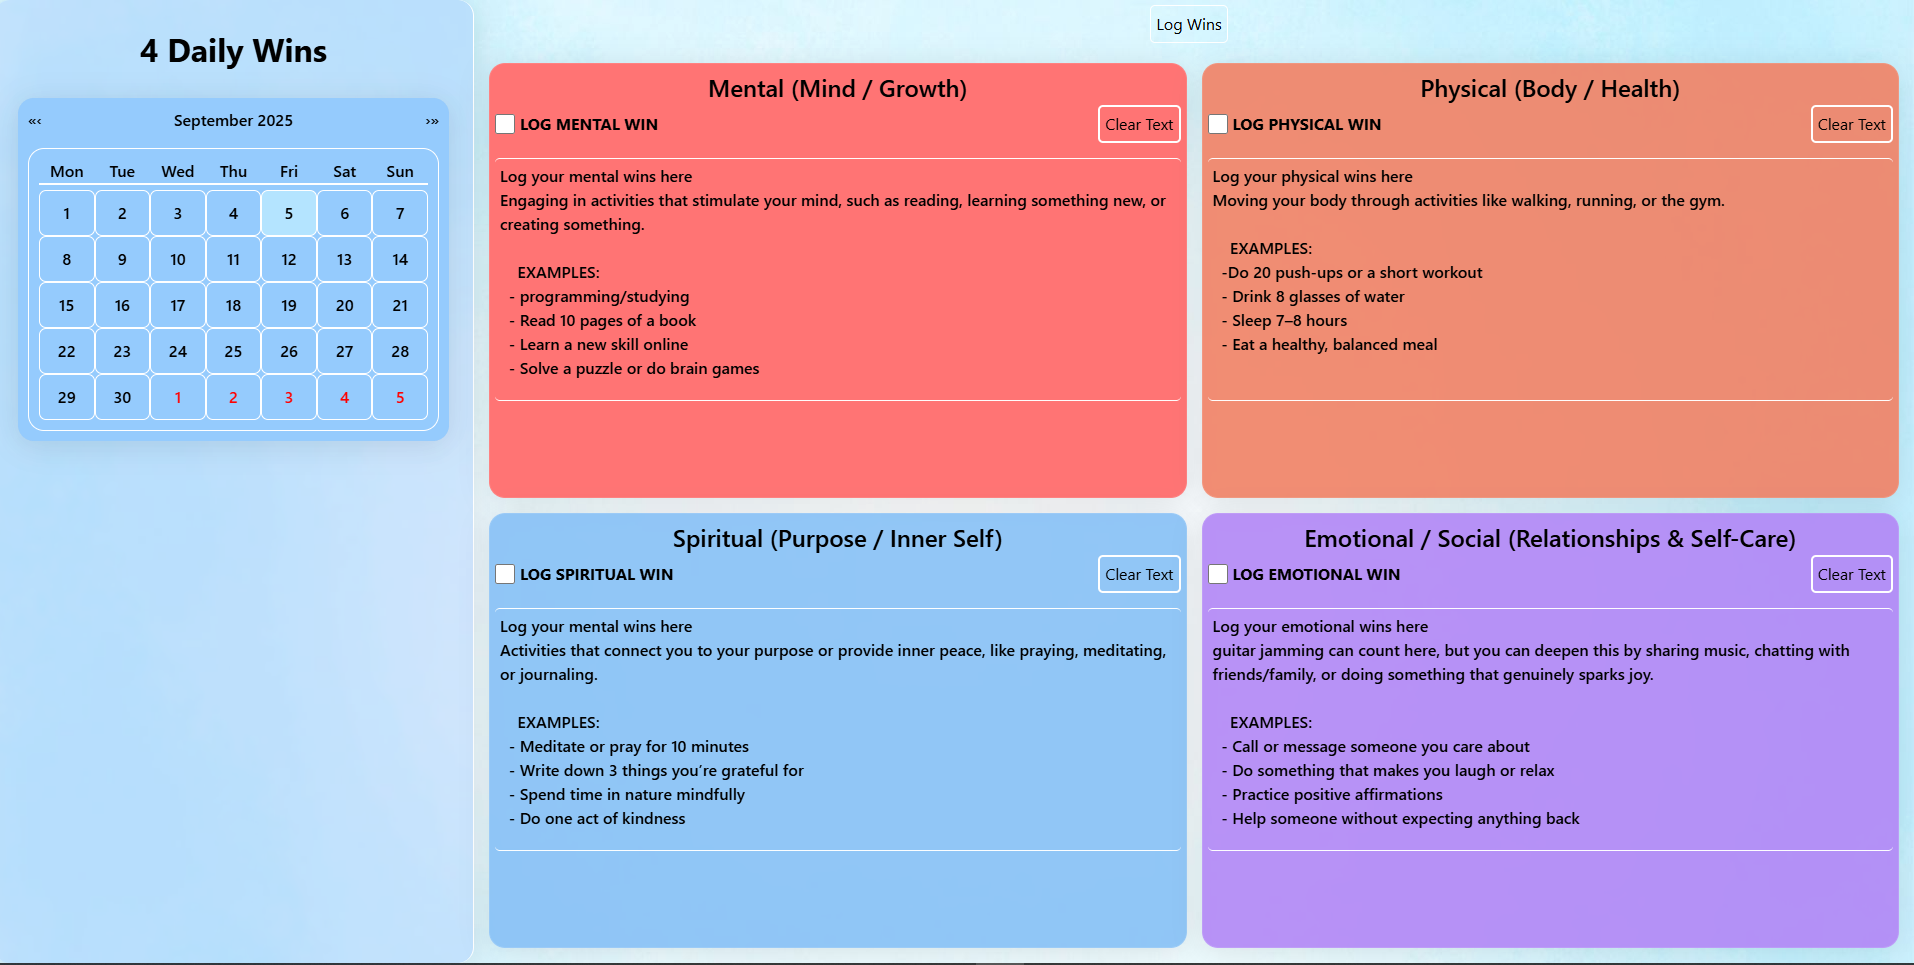 4 Daily Wins
«‹ September 2025 ›»
Mon Tue Wed Thu Fri Sat Sun
1 2 3 4 5 6 7
8 9 10 11 12 13 14
15 16 17 18 19 20 21
22 23 24 25 26 27 28
29 30 1 2 3 4 5
Log Wins
Mental (Mind / Growth)
LOG MENTAL WIN Clear Text
Log your mental wins here
Engaging in activities that stimulate your mind, such as reading, learning something new, or
creating something.
EXAMPLES:
- programming/studying
- Read 10 pages of a book
- Learn a new skill online
- Solve a puzzle or do brain games
Physical (Body / Health)
LOG PHYSICAL WIN Clear Text
Log your physical wins here
Moving your body through activities like walking, running, or the gym.
EXAMPLES:
-Do 20 push-ups or a short workout
- Drink 8 glasses of water
- Sleep 7–8 hours
- Eat a healthy, balanced meal
Spiritual (Purpose / Inner Self)
LOG SPIRITUAL WIN Clear Text
Log your mental wins here
Activities that connect you to your purpose or provide inner peace, like praying, meditating,
or journaling.
EXAMPLES:
- Meditate or pray for 10 minutes
- Write down 3 things you’re grateful for
- Spend time in nature mindfully
- Do one act of kindness
Emotional / Social (Relationships & Self-Care)
LOG EMOTIONAL WIN Clear Text
Log your emotional wins here
guitar jamming can count here, but you can deepen this by sharing music, chatting with
friends/family, or doing something that genuinely sparks joy.
EXAMPLES:
- Call or message someone you care about
- Do something that makes you laugh or relax
- Practice positive affirmations
- Help someone without expecting anything back